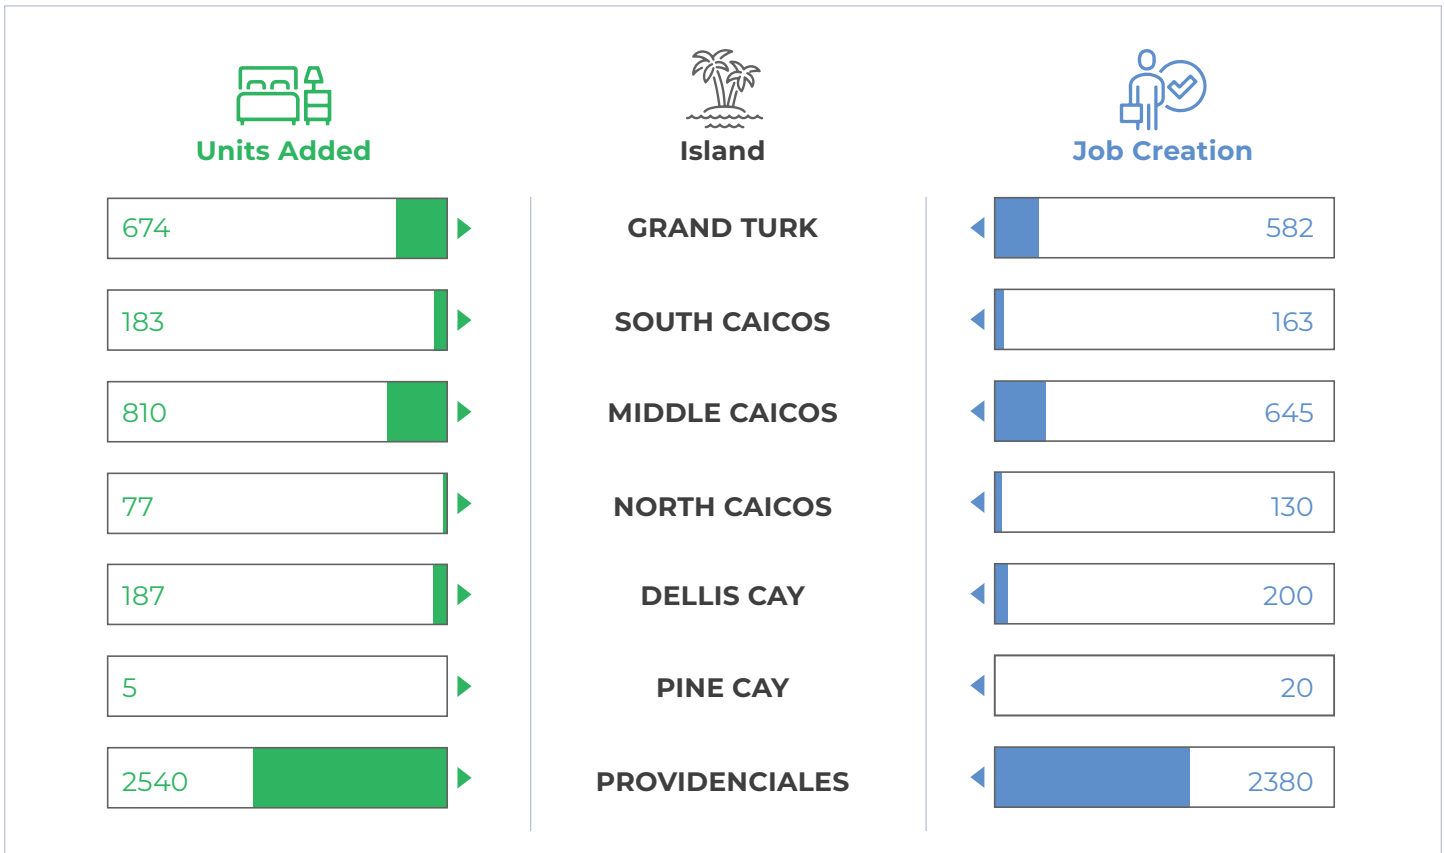 Units Added Island Job Creation
674 GRAND TURK 582
183 SOUTH CAICOS 163
810 MIDDLE CAICOS 645
77 NORTH CAICOS 130
187 DELLIS CAY 200
5 PINE CAY 20
2540 PROVIDENCIALES 2380